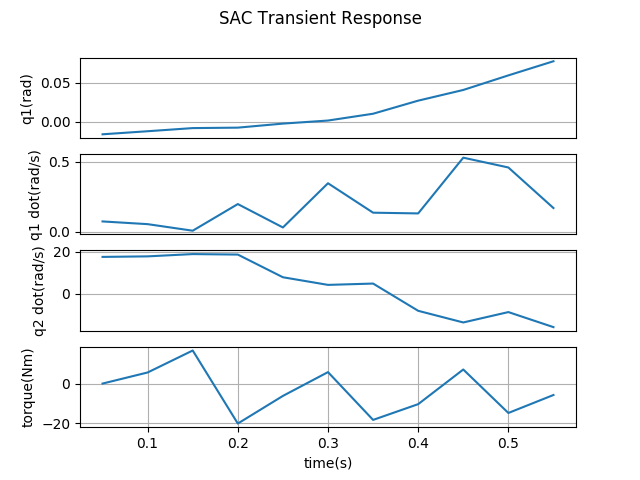 SAC Transient Response
q1(rad)
0.05
0.00
q1 dot(rad/s)
0.5
0.0
q2 dot(rad/s)
20
0
torque(Nm)
0
−20
0.1 0.2 0.3 0.4 0.5
time(s)